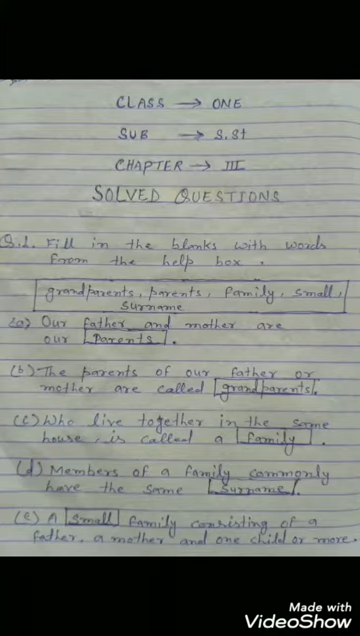 CLASS → ONE
SUB → S.St
CHAPTER → III
SOLVED QUESTIONS
Q.1. Fill in the blanks with words
from the help box.
grandparents, parents, family, small,
surname
(a) Our father and mother are
our Parents.
(b) The parents of our father or
mother are called grandparents.
(c) Who live together in the same
house, is called a family.
(d) Members of a family commonly
have the same Surname.
(e) A small family consisting of a
father, a mother and one child or more.
Made with
VideoShow